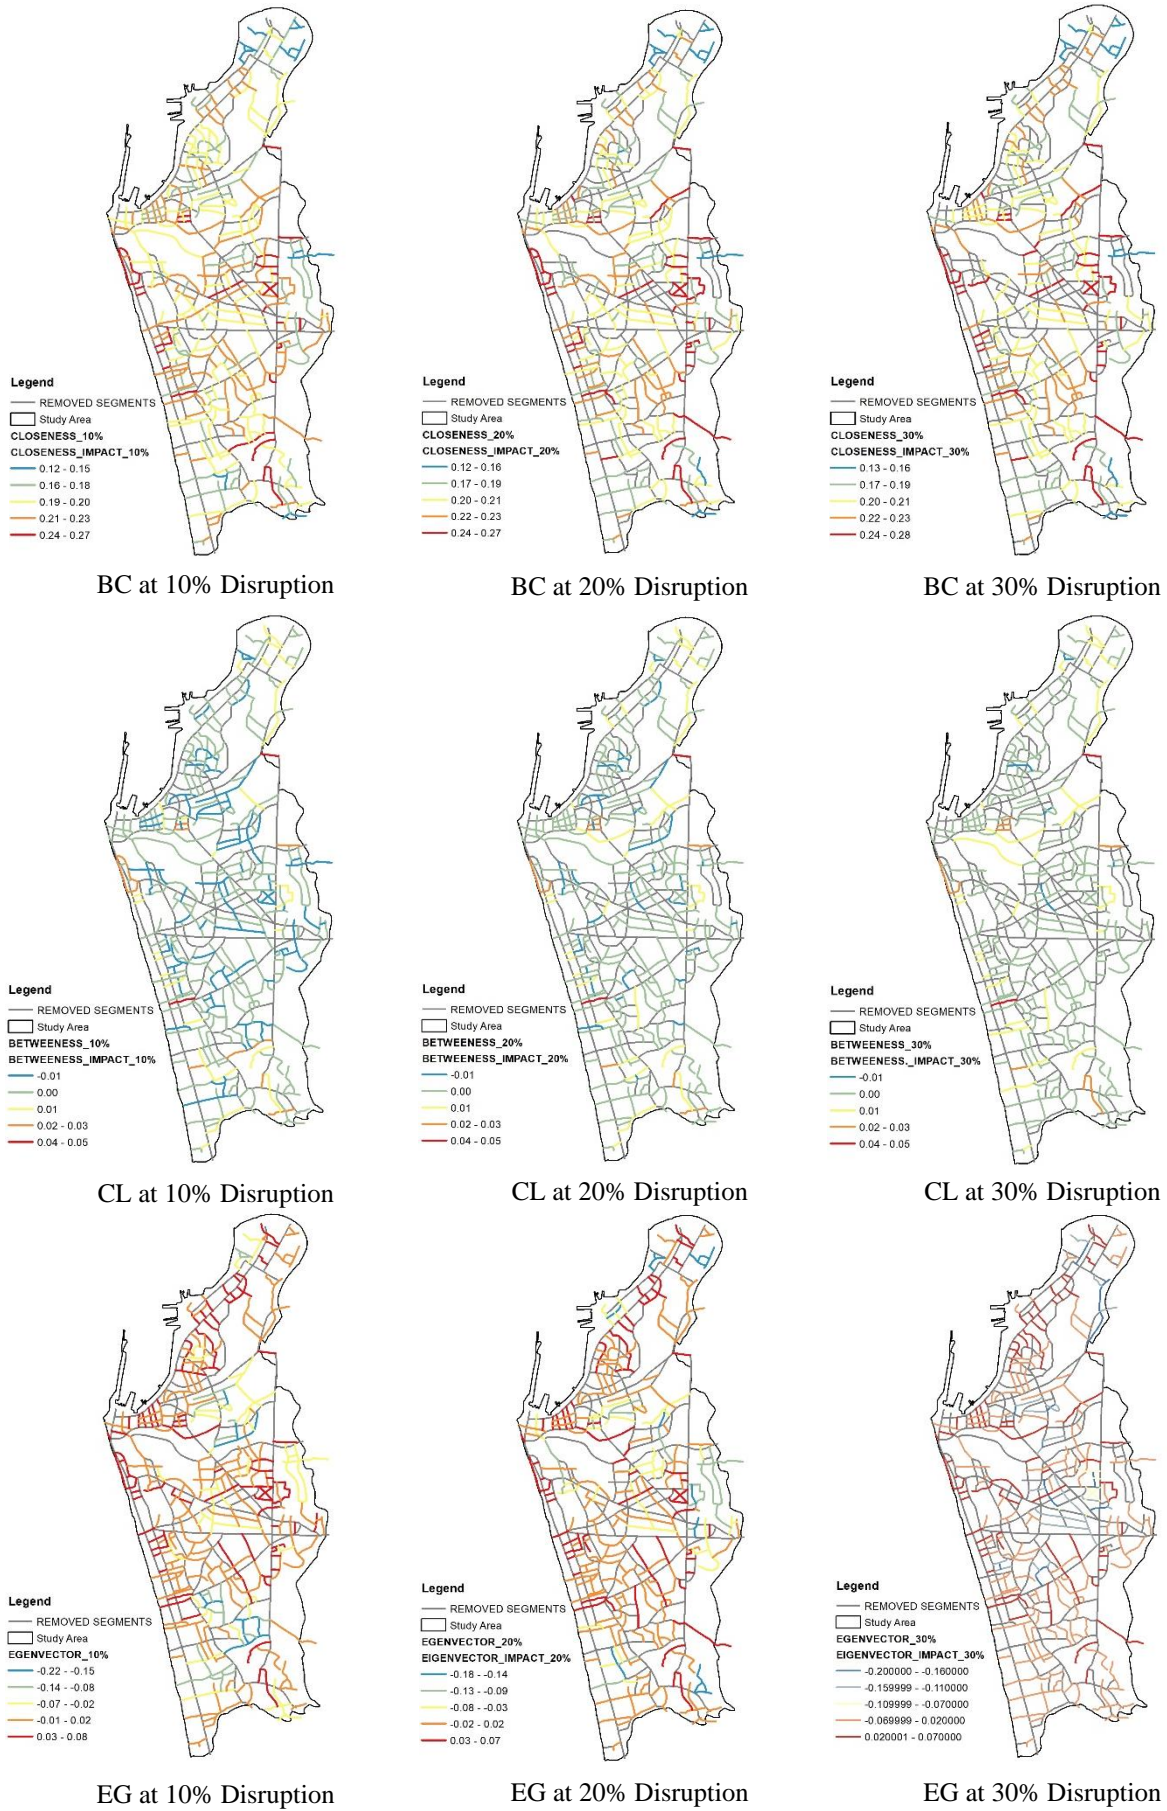 Legend
REMOVED SEGMENTS
Study Area
CLOSENESS_10%
CLOSENESS_IMPACT_10%
0.12 - 0.15
0.16 - 0.18
0.19 - 0.20
0.21 - 0.23
0.24 - 0.27
BC at 10% Disruption
Legend
REMOVED SEGMENTS
Study Area
CLOSENESS_20%
CLOSENESS_IMPACT_20%
0.12 - 0.16
0.17 - 0.19
0.20 - 0.21
0.22 - 0.23
0.24 - 0.27
BC at 20% Disruption
Legend
REMOVED SEGMENTS
Study Area
CLOSENESS_30%
CLOSENESS_IMPACT_30%
0.13 - 0.16
0.17 - 0.19
0.20 - 0.21
0.22 - 0.23
0.24 - 0.28
BC at 30% Disruption
Legend
REMOVED SEGMENTS
Study Area
BETWEENESS_10%
BETWEENESS_IMPACT_10%
-0.01
0.00
0.01
0.02 - 0.03
0.04 - 0.05
CL at 10% Disruption
Legend
REMOVED SEGMENTS
Study Area
BETWEENESS_20%
BETWEENESS_IMPACT_20%
-0.01
0.00
0.01
0.02 - 0.03
0.04 - 0.05
CL at 20% Disruption
Legend
REMOVED SEGMENTS
Study Area
BETWEENESS_30%
BETWEENESS._IMPACT_30%
-0.01
0.00
0.01
0.02 - 0.03
0.04 - 0.05
CL at 30% Disruption
Legend
REMOVED SEGMENTS
Study Area
EGENVECTOR_10%
-0.22 - -0.15
-0.14 - -0.08
-0.07 - -0.02
-0.01 - 0.02
0.03 - 0.08
EG at 10% Disruption
Legend
REMOVED SEGMENTS
Study Area
EGENVECTOR_20%
EIGENVECTOR_IMPACT_20%
-0.18 - -0.14
-0.13 - -0.09
-0.08 - -0.03
-0.02 - 0.02
0.03 - 0.07
EG at 20% Disruption
Legend
REMOVED SEGMENTS
Study Area
EGENVECTOR_30%
EIGENVECTOR_IMPACT_30%
-0.200000 - -0.160000
-0.159999 - -0.110000
-0.109999 - -0.070000
-0.069999 - 0.020000
0.020001 - 0.070000
EG at 30% Disruption